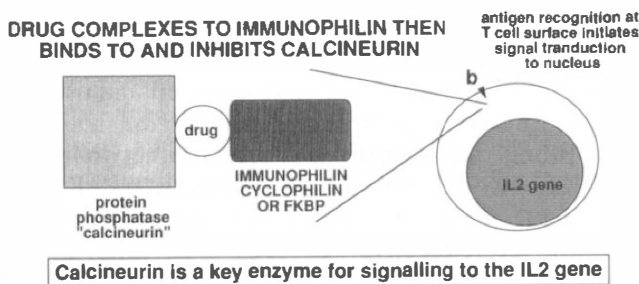 DRUG COMPLEXES TO IMMUNOPHILIN THEN
BINDS TO AND INHIBITS CALCINEURIN
antigen recognition at
T cell surface initiates
signal tranduction
to nucleus
b
drug
IMMUNOPHILIN
CYCLOPHILIN
OR FKBP
protein
phosphatase
"calcineurin"
IL2 gene
Calcineurin is a key enzyme for signalling to the IL2 gene